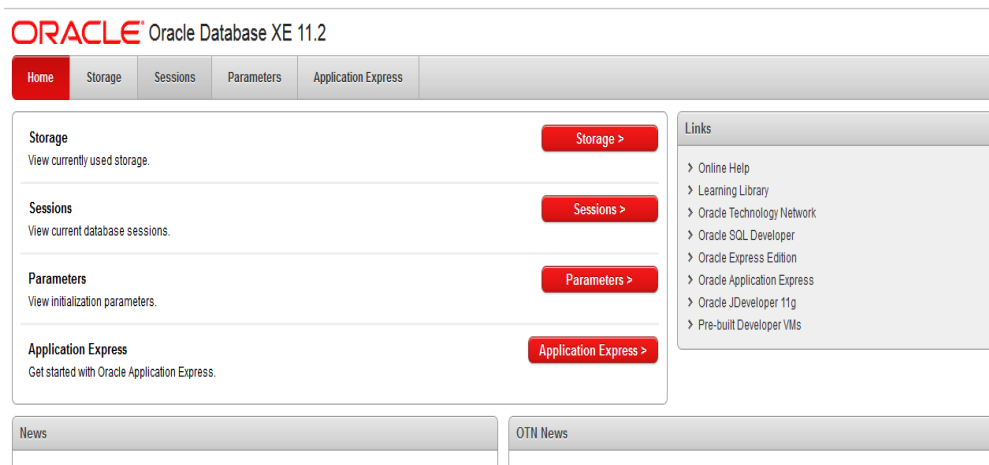 ORACLE Oracle Database XE 11.2
Home Storage Sessions Parameters Application Express
Storage
View currently used storage.
Storage >
Sessions
View current database sessions.
Sessions >
Parameters
View initialization parameters.
Parameters >
Application Express
Get started with Oracle Application Express.
Application Express >
Links
> Online Help
> Learning Library
> Oracle Technology Network
> Oracle SQL Developer
> Oracle Express Edition
> Oracle Application Express
> Oracle JDeveloper 11g
> Pre-built Developer VMs
News
OTN News